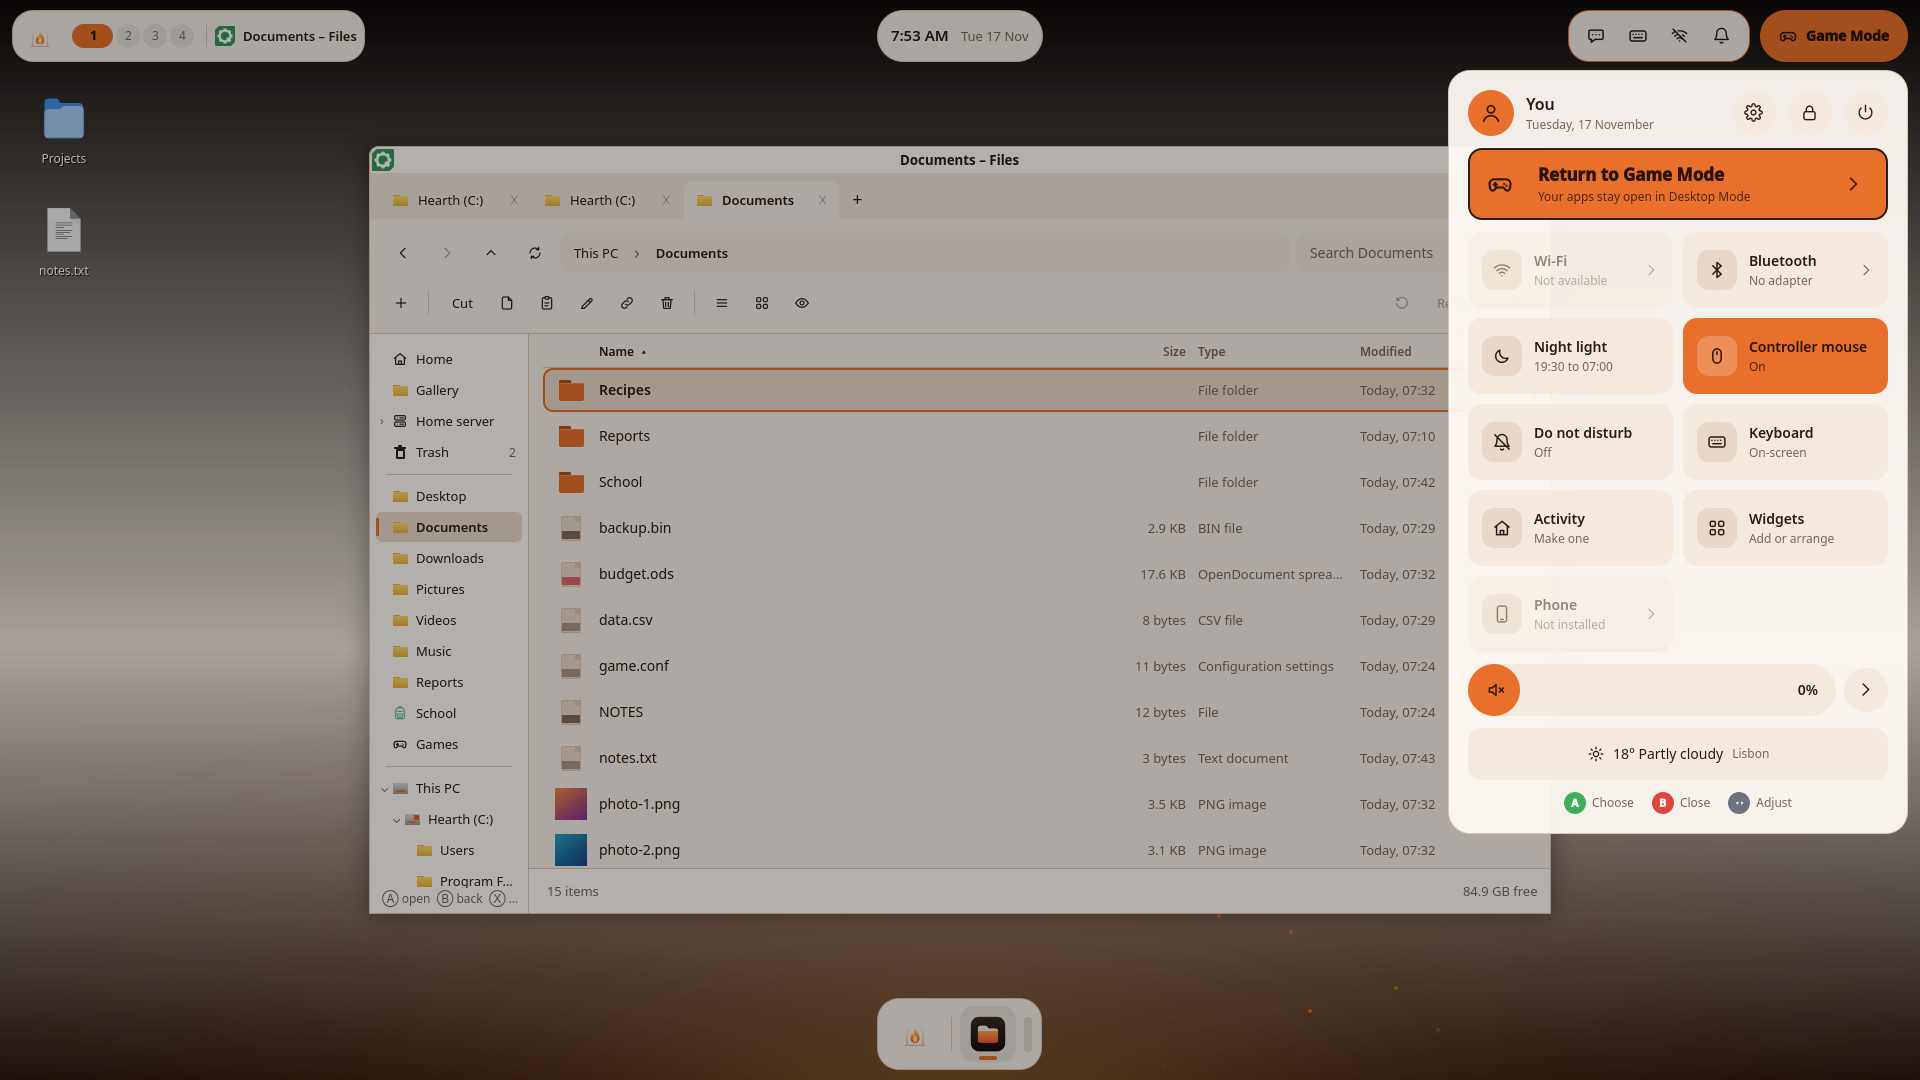 1 2 3 4 Documents – Files
7:53 AM Tue 17 Nov
Game Mode
Projects
notes.txt
Documents – Files
Hearth (C:) X Hearth (C:) X Documents X +
This PC › Documents
Search Documents
Cut
Home
Gallery
Home server
Trash 2
Desktop
Documents
Downloads
Pictures
Videos
Music
Reports
School
Games
This PC
Hearth (C:)
Users
Program F...
A open B back X ...
Name Size Type Modified
Recipes File folder Today, 07:32
Reports File folder Today, 07:10
School File folder Today, 07:42
backup.bin 2.9 KB BIN file Today, 07:29
budget.ods 17.6 KB OpenDocument sprea... Today, 07:32
data.csv 8 bytes CSV file Today, 07:29
game.conf 11 bytes Configuration settings Today, 07:24
NOTES 12 bytes File Today, 07:24
notes.txt 3 bytes Text document Today, 07:43
photo-1.png 3.5 KB PNG image Today, 07:32
photo-2.png 3.1 KB PNG image Today, 07:32
15 items 84.9 GB free
You
Tuesday, 17 November
Return to Game Mode
Your apps stay open in Desktop Mode
Wi-Fi
Not available
Bluetooth
No adapter
Night light
19:30 to 07:00
Controller mouse
On
Do not disturb
Off
Keyboard
On-screen
Activity
Make one
Widgets
Add or arrange
Phone
Not installed
0%
18° Partly cloudy Lisbon
A Choose B Close Adjust